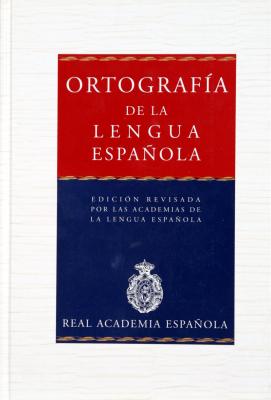 ORTOGRAFÍA
DE LA
LENGUA
ESPAÑOLA
EDICIÓN REVISADA
POR LAS ACADEMIAS DE
LA LENGUA ESPAÑOLA
REAL ACADEMIA ESPAÑOLA